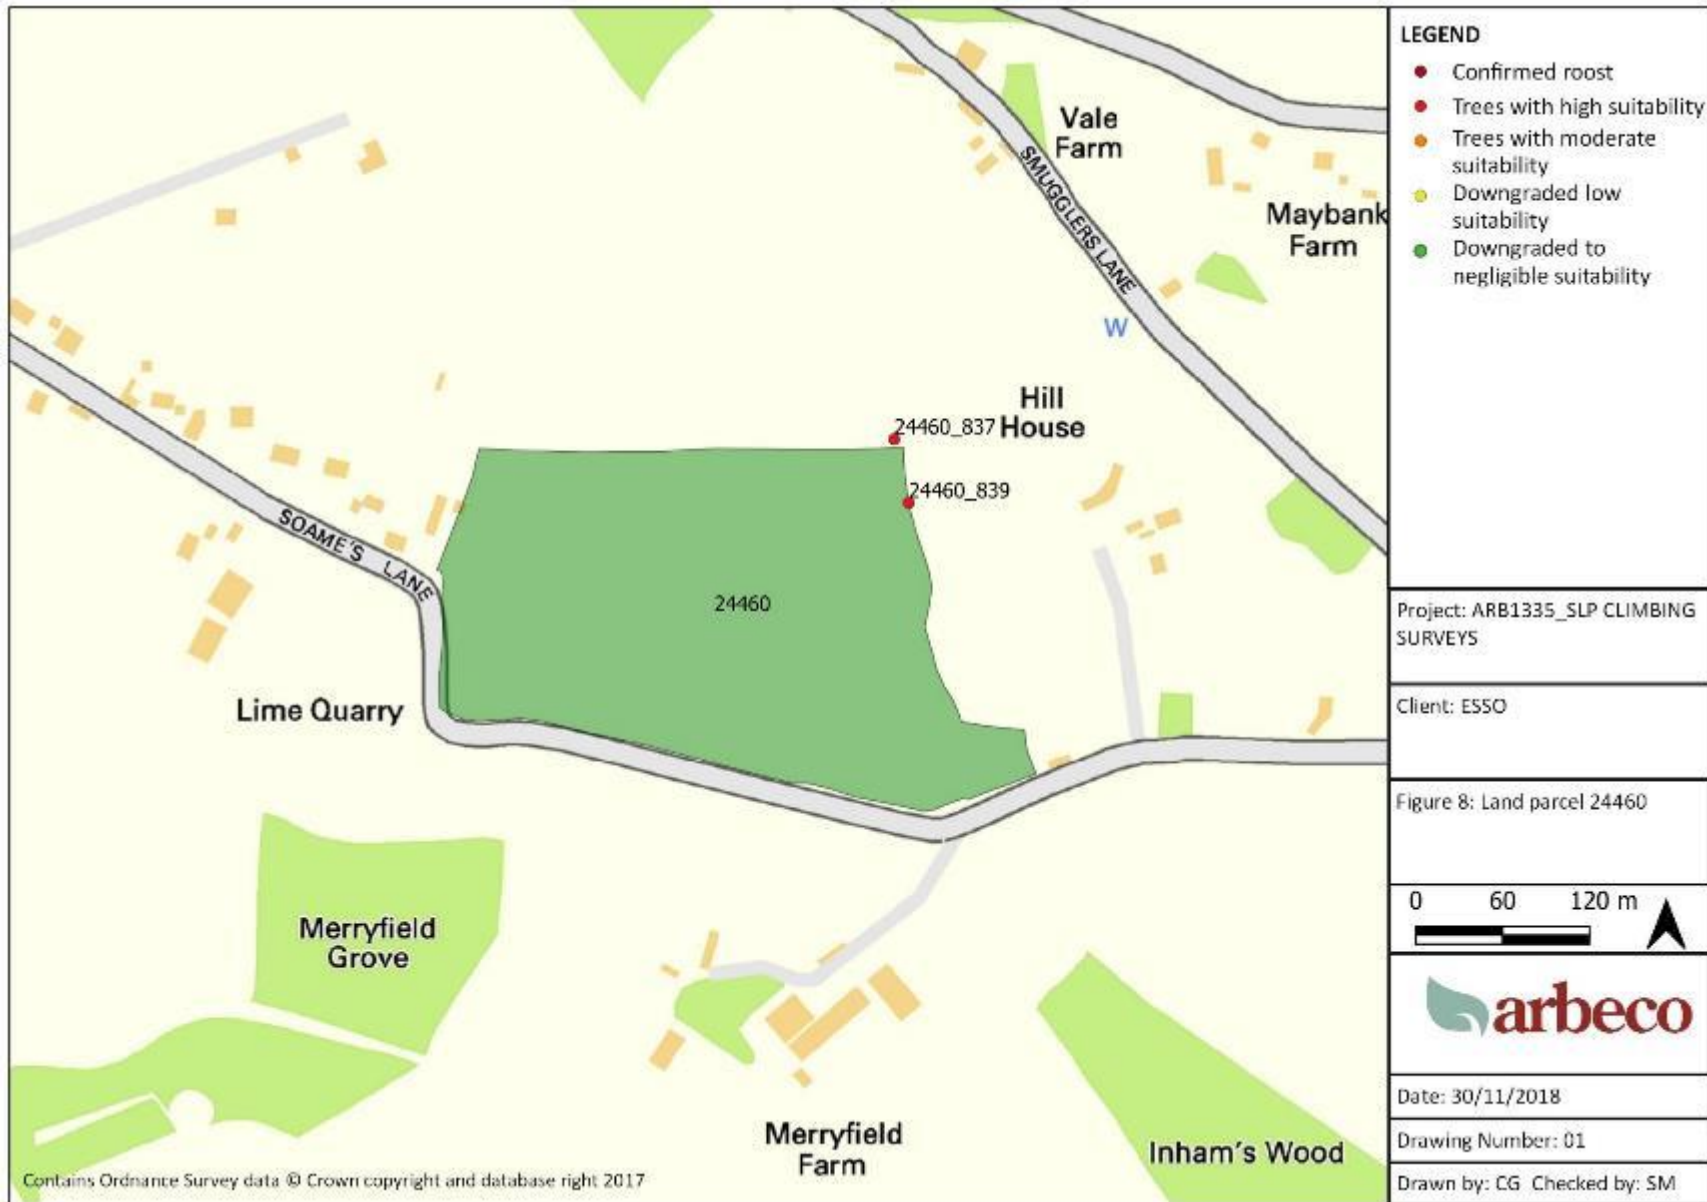 Vale
Farm
SMUGGLERS LANE
Maybank
Farm
W
Hill
House
24460_837
24460_839
24460
SOAME'S LANE
Lime Quarry
Merryfield
Grove
Merryfield
Farm
Inham's Wood
Contains Ordnance Survey data © Crown copyright and database right 2017
LEGEND
Confirmed roost
Trees with high suitability
Trees with moderate
suitability
Downgraded low
suitability
Downgraded to
negligible suitability
Project: ARB1335_SLP CLIMBING
SURVEYS
Client: ESSO
Figure 8: Land parcel 24460
0 60 120 m
arbeco
Date: 30/11/2018
Drawing Number: 01
Drawn by: CG Checked by: SM